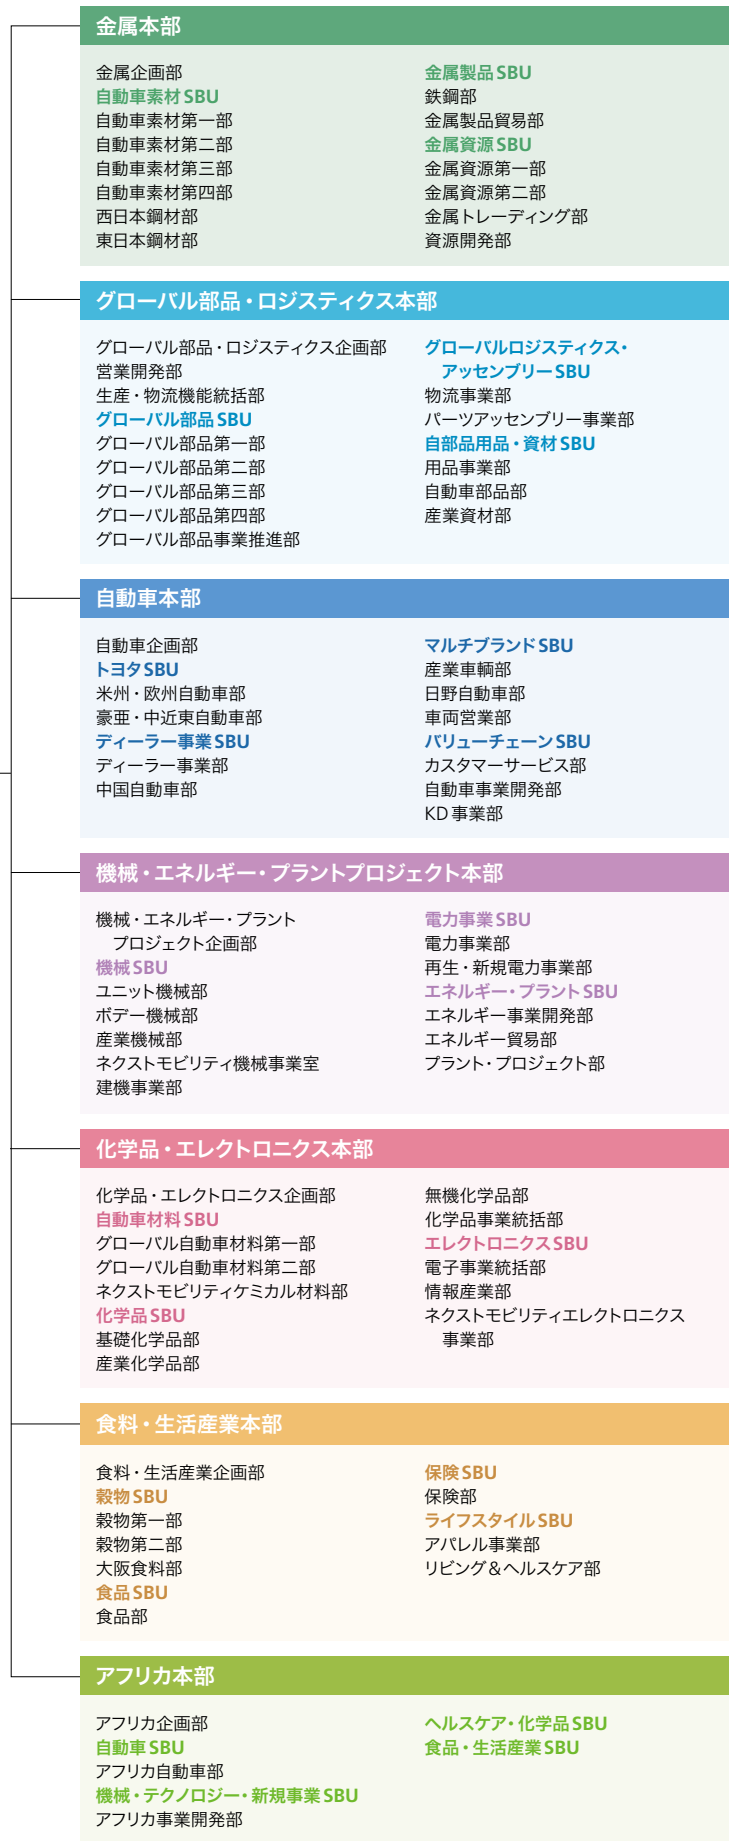 金属本部
金属企画部
自動車素材SBU
自動車素材第一部
自動車素材第二部
自動車素材第三部
自動車素材第四部
西日本鋼材部
東日本鋼材部
金属製品SBU
鉄鋼部
金属製品貿易部
金属資源SBU
金属資源第一部
金属資源第二部
金属トレーディング部
資源開発部
グローバル部品・ロジスティクス本部
グローバル部品・ロジスティクス企画部
営業開発部
生産・物流機能統括部
グローバル部品SBU
グローバル部品第一部
グローバル部品第二部
グローバル部品第三部
グローバル部品第四部
グローバル部品事業推進部
グローバルロジスティクス・
アッセンブリーSBU
物流事業部
パーツアッセンブリー事業部
自部品用品・資材SBU
用品事業部
自動車部品部
産業資材部
自動車本部
自動車企画部
トヨタSBU
米州・欧州自動車部
豪亜・中近東自動車部
ディーラー事業SBU
ディーラー事業部
中国自動車部
マルチブランドSBU
産業車輌部
日野自動車部
車両営業部
バリューチェーンSBU
カスタマーサービス部
自動車事業開発部
KD事業部
機械・エネルギー・プラントプロジェクト本部
機械・エネルギー・プラント
プロジェクト企画部
機械SBU
ユニット機械部
ボデー機械部
産業機械部
ネクストモビリティ機械事業室
建機事業部
電力事業SBU
電力事業部
再生・新規電力事業部
エネルギー・プラントSBU
エネルギー事業開発部
エネルギー貿易部
プラント・プロジェクト部
化学品・エレクトロニクス本部
化学品・エレクトロニクス企画部
自動車材料SBU
グローバル自動車材料第一部
グローバル自動車材料第二部
ネクストモビリティケミカル材料部
化学品SBU
基礎化学品部
産業化学品部
無機化学品部
化学品事業統括部
エレクトロニクスSBU
電子事業統括部
情報産業部
ネクストモビリティエレクトロニクス
事業部
食料・生活産業本部
食料・生活産業企画部
穀物SBU
穀物第一部
穀物第二部
大阪食料部
食品SBU
食品部
保険SBU
保険部
ライフスタイルSBU
アパレル事業部
リビング＆ヘルスケア部
アフリカ本部
アフリカ企画部
自動車SBU
アフリカ自動車部
機械・テクノロジー・新規事業SBU
アフリカ事業開発部
ヘルスケア・化学品SBU
食品・生活産業SBU